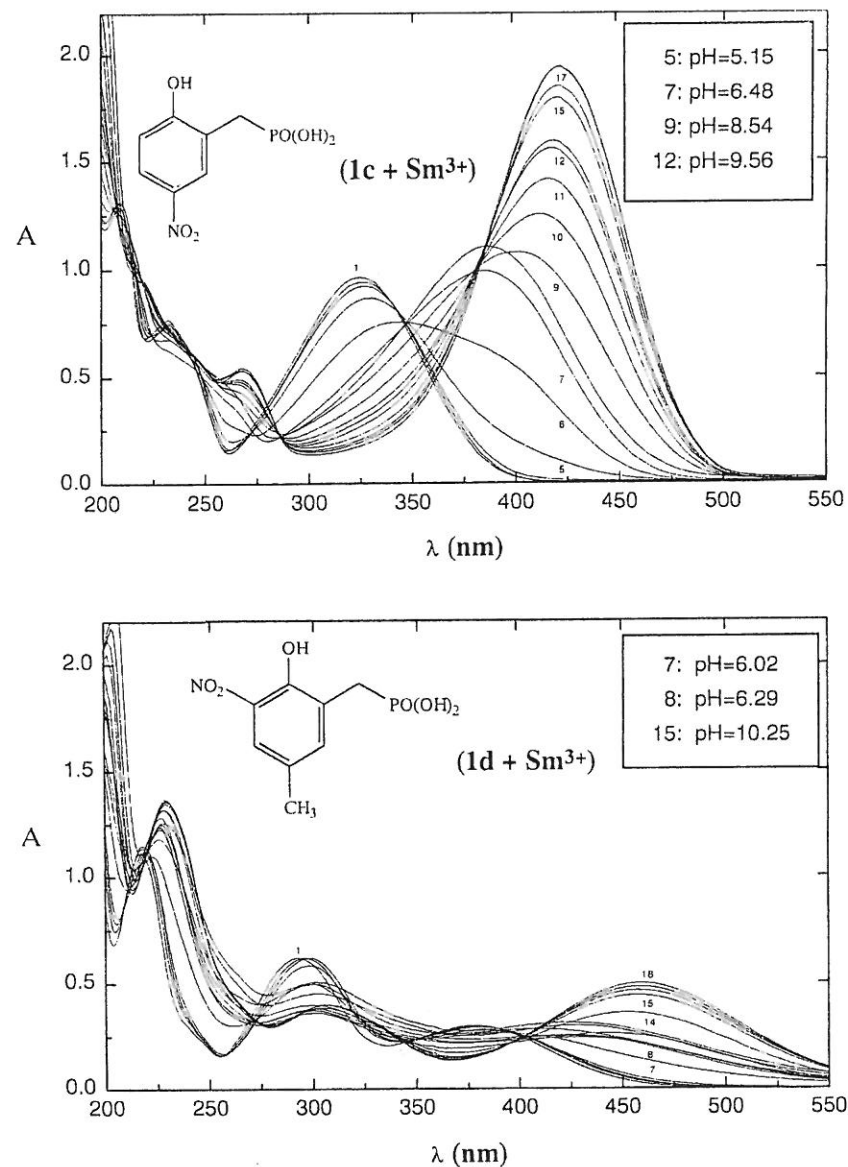 2.0
1.5
1.0
0.5
0.0
A
OH
PO(OH)₂
NO₂
(1c + Sm³⁺)
5: pH=5.15
7: pH=6.48
9: pH=8.54
12: pH=9.56
1
17
15
12
11
10
9
7
6
5
200 250 300 350 400 450 500 550
λ (nm)
2.0
1.5
1.0
0.5
0.0
A
OH
NO₂
PO(OH)₂
CH₃
(1d + Sm³⁺)
7: pH=6.02
8: pH=6.29
15: pH=10.25
1
18
15
14
8
7
200 250 300 350 400 450 500 550
λ (nm)